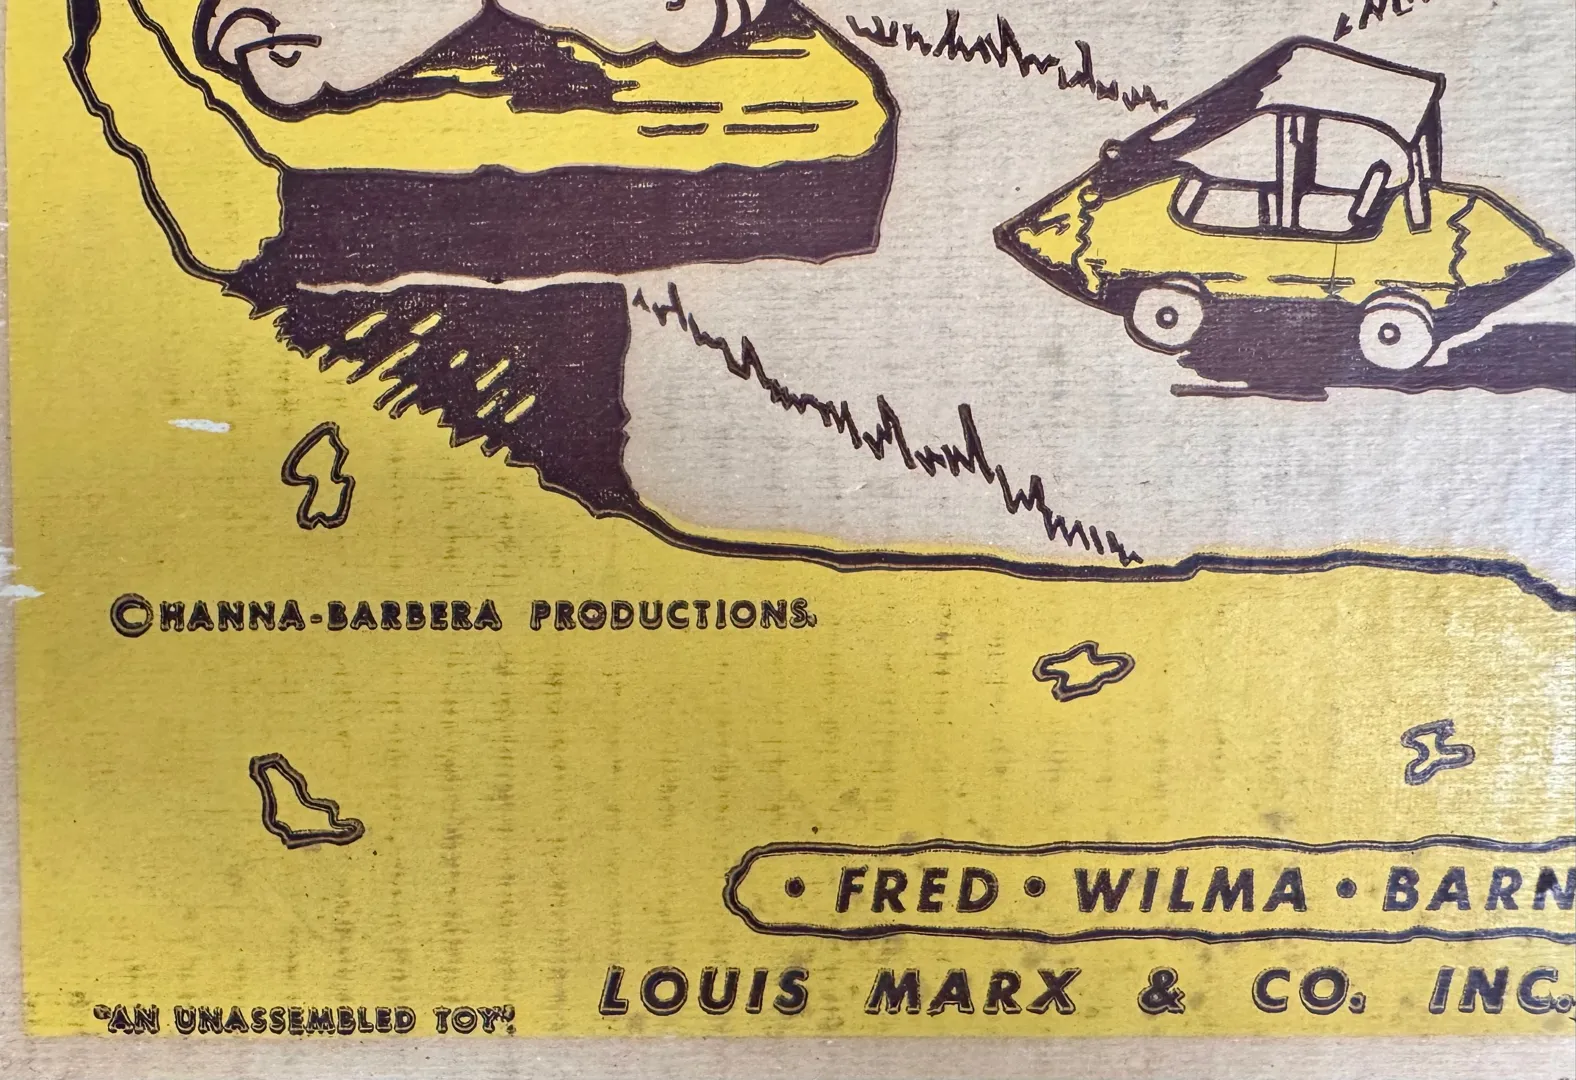 ©HANNA-BARBERA PRODUCTIONS.
• FRED • WILMA • BARN
LOUIS MARX & CO. INC.
"AN UNASSEMBLED TOY"